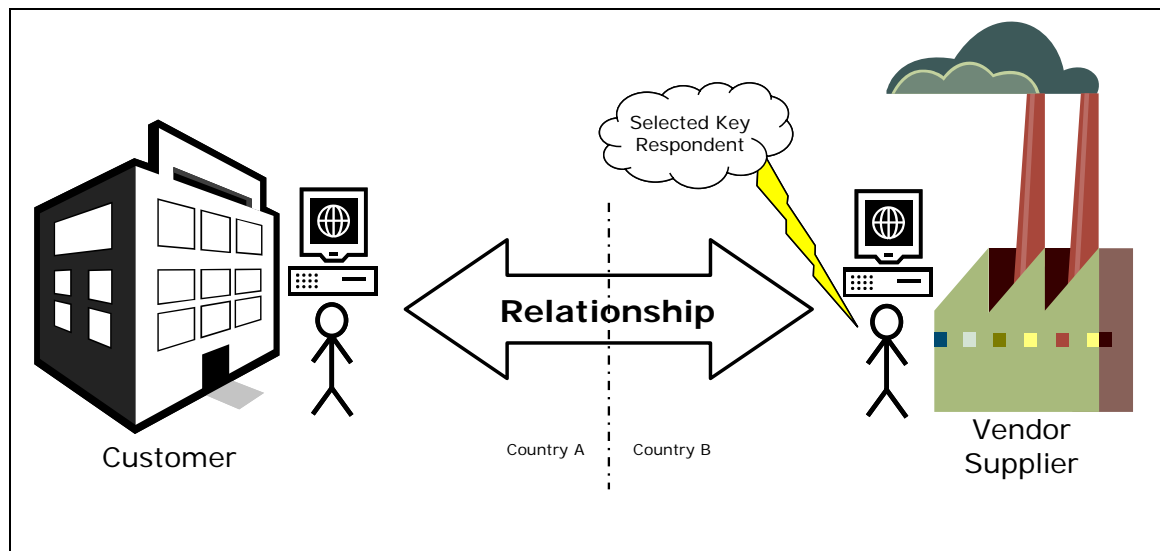 Selected Key
Respondent
Relationship
Country A
Country B
Customer
Vendor
Supplier